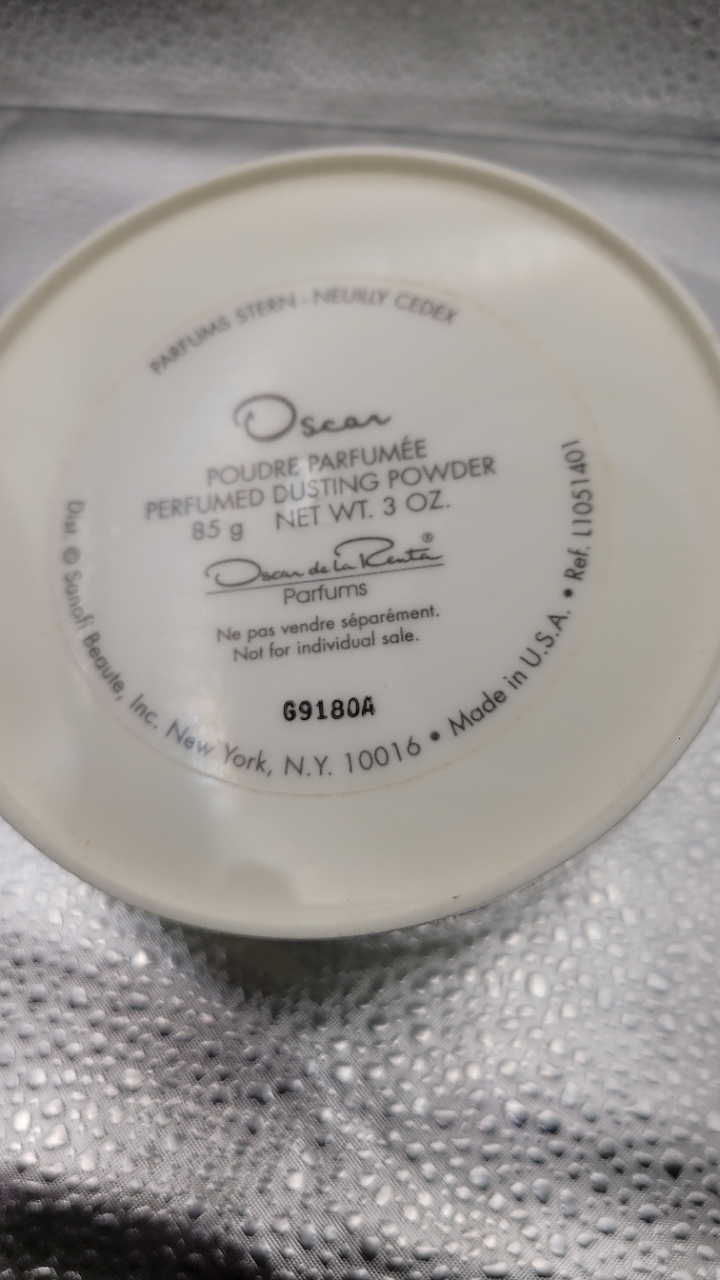 PARFUMS STERN - NEUILLY CEDEX
Oscar
POUDRE PARFUMÉE
PERFUMED DUSTING POWDER
85 g NET WT. 3 OZ.
Oscar de la Renta®
Parfums
Ne pas vendre séparément.
Not for individual sale.
G9180A
Dist. © Sanofi Beaute, Inc. New York, N.Y. 10016 • Made in U.S.A. • Ref. L1051401